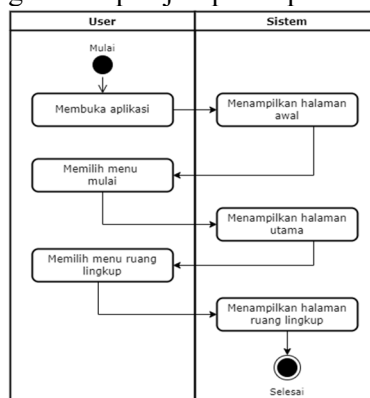 User
Sistem
Mulai
Membuka aplikasi
Menampilkan halaman
awal
Memilih menu
mulai
Menampilkan halaman
utama
Memilih menu ruang
lingkup
Menampilkan halaman
ruang lingkup
Selesai